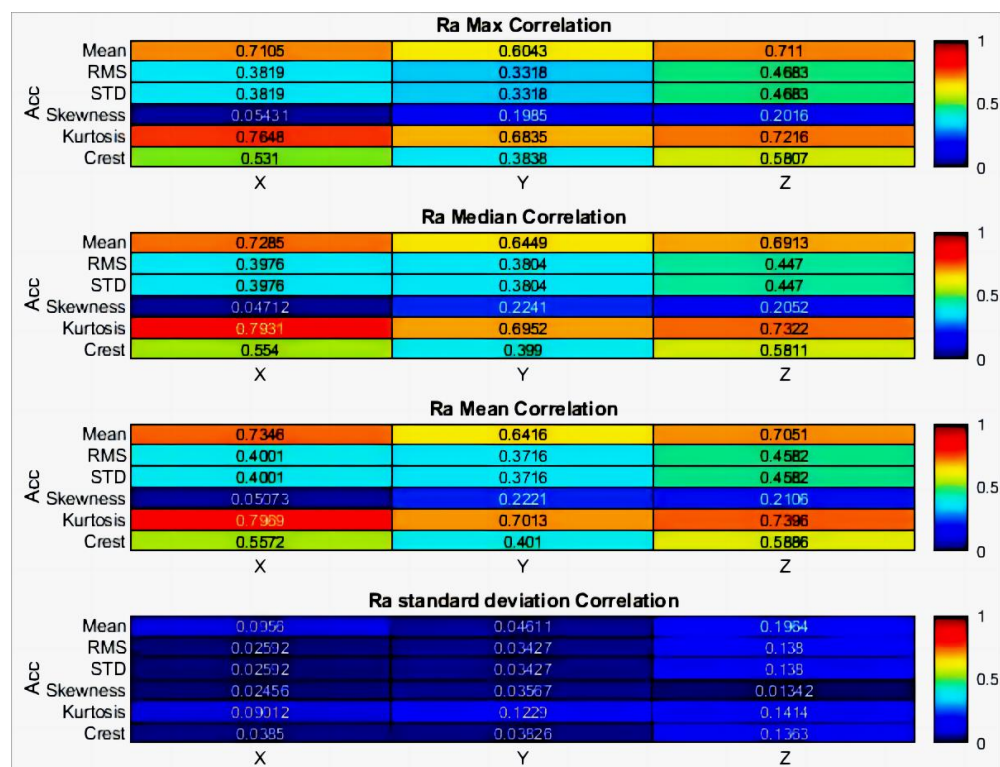 Ra Max Correlation
Mean 0.7105 0.6043 0.711 1
RMS 0.3819 0.3318 0.4683
Acc STD 0.3819 0.3318 0.4683 0.5
Skewness 0.05431 0.1985 0.2016
Kurtosis 0.7648 0.6835 0.7216
Crest 0.531 0.3838 0.5807 0
X Y Z
Ra Median Correlation
Mean 0.7285 0.6449 0.6913 1
RMS 0.3976 0.3804 0.447
Acc STD 0.3976 0.3804 0.447 0.5
Skewness 0.04712 0.2241 0.2052
Kurtosis 0.7931 0.6952 0.7322
Crest 0.554 0.399 0.5811 0
X Y Z
Ra Mean Correlation
Mean 0.7346 0.6416 0.7051 1
RMS 0.4001 0.3716 0.4582
Acc STD 0.4001 0.3716 0.4582 0.5
Skewness 0.05073 0.2221 0.2106
Kurtosis 0.7969 0.7013 0.7396
Crest 0.5572 0.401 0.5886 0
X Y Z
Ra standard deviation Correlation
Mean 0.04611 0.1964 1
RMS 0.02592 0.03427 0.138
Acc STD 0.02592 0.03427 0.138 0.5
Skewness 0.02456 0.03567 0.01342
Kurtosis 0.09012 0.1229 0.1414
Crest 0.0385 0.03826 0.1363 0
X Y Z